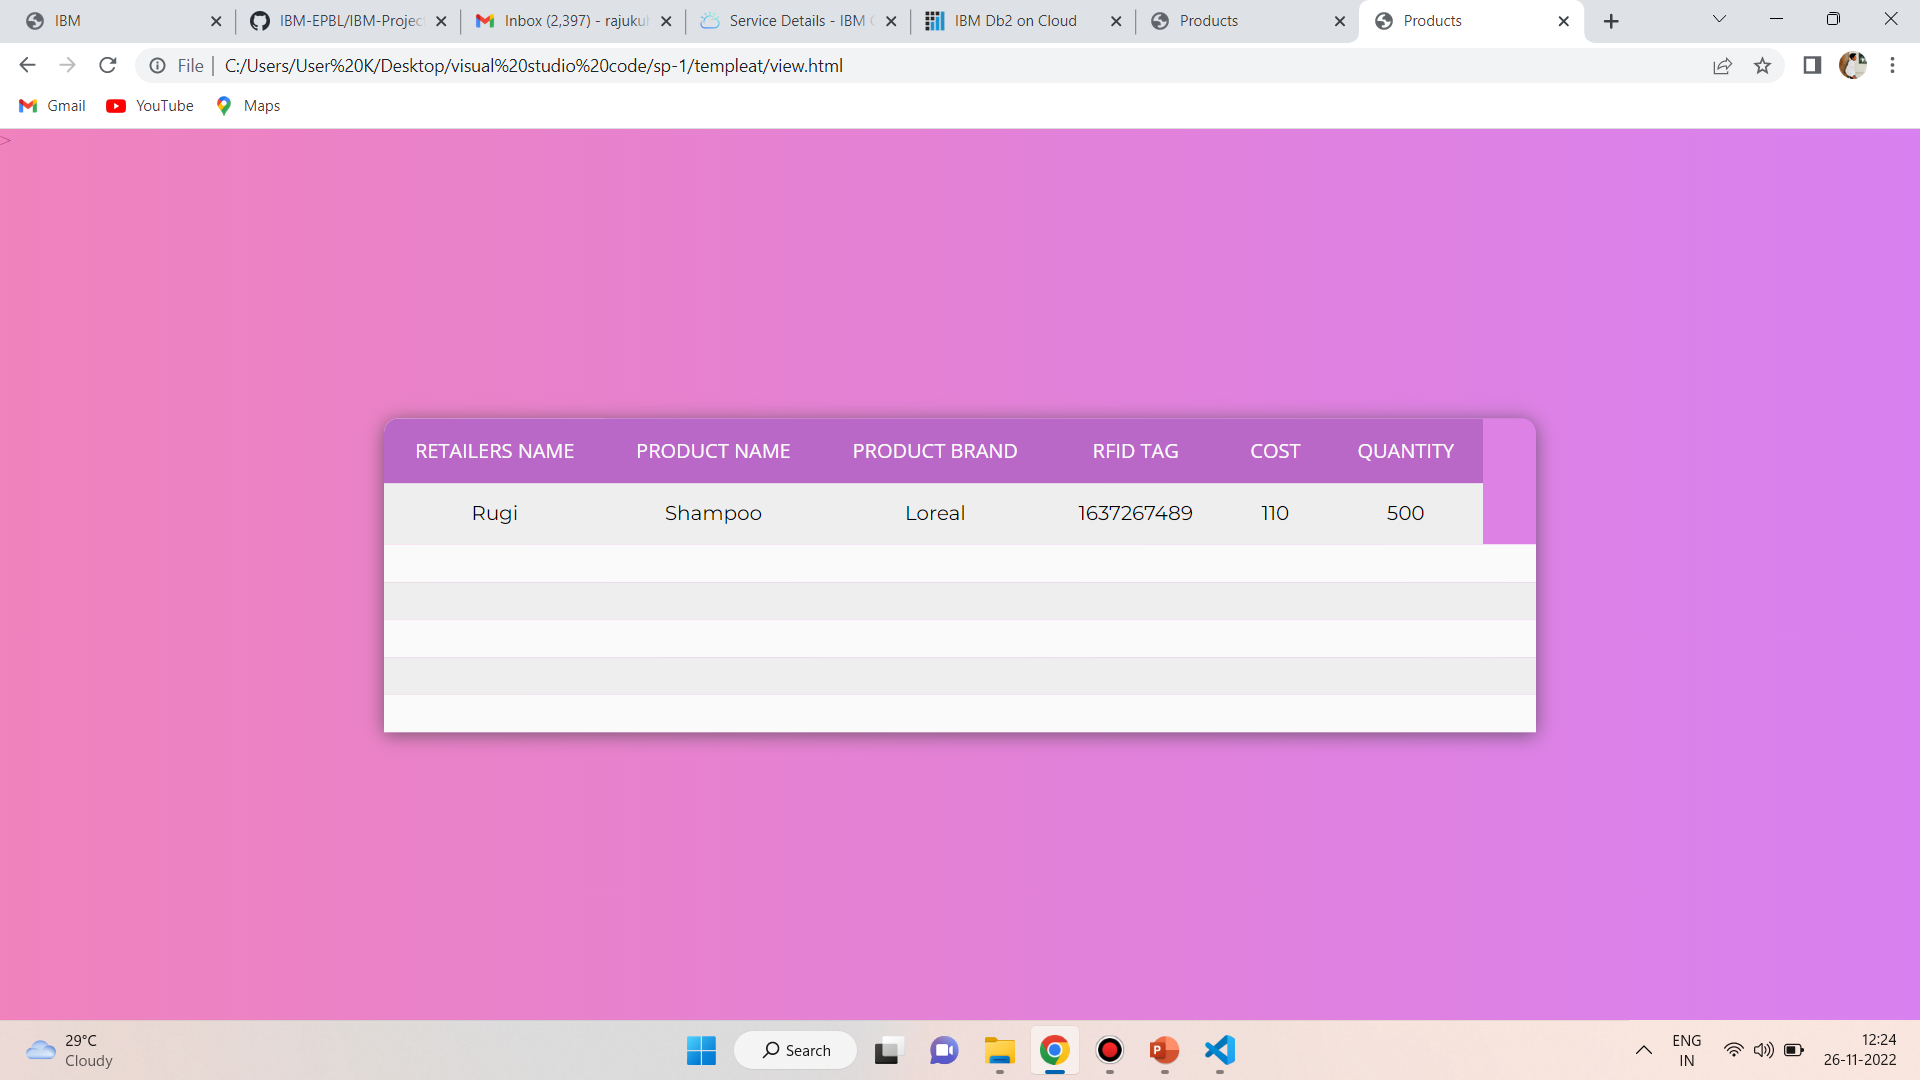 IBM
IBM-EPBL/IBM-Project
Inbox (2,397) - rajukul
Service Details - IBM
IBM Db2 on Cloud
Products
Products
File
C:/Users/User%20K/Desktop/visual%20studio%20code/sp-1/templeat/view.html
Gmail
YouTube
Maps
>
RETAILERS NAME PRODUCT NAME PRODUCT BRAND RFID TAG COST QUANTITY
Rugi Shampoo Loreal 1637267489 110 500
29°C
Cloudy
Search
ENG
IN
12:24
26-11-2022